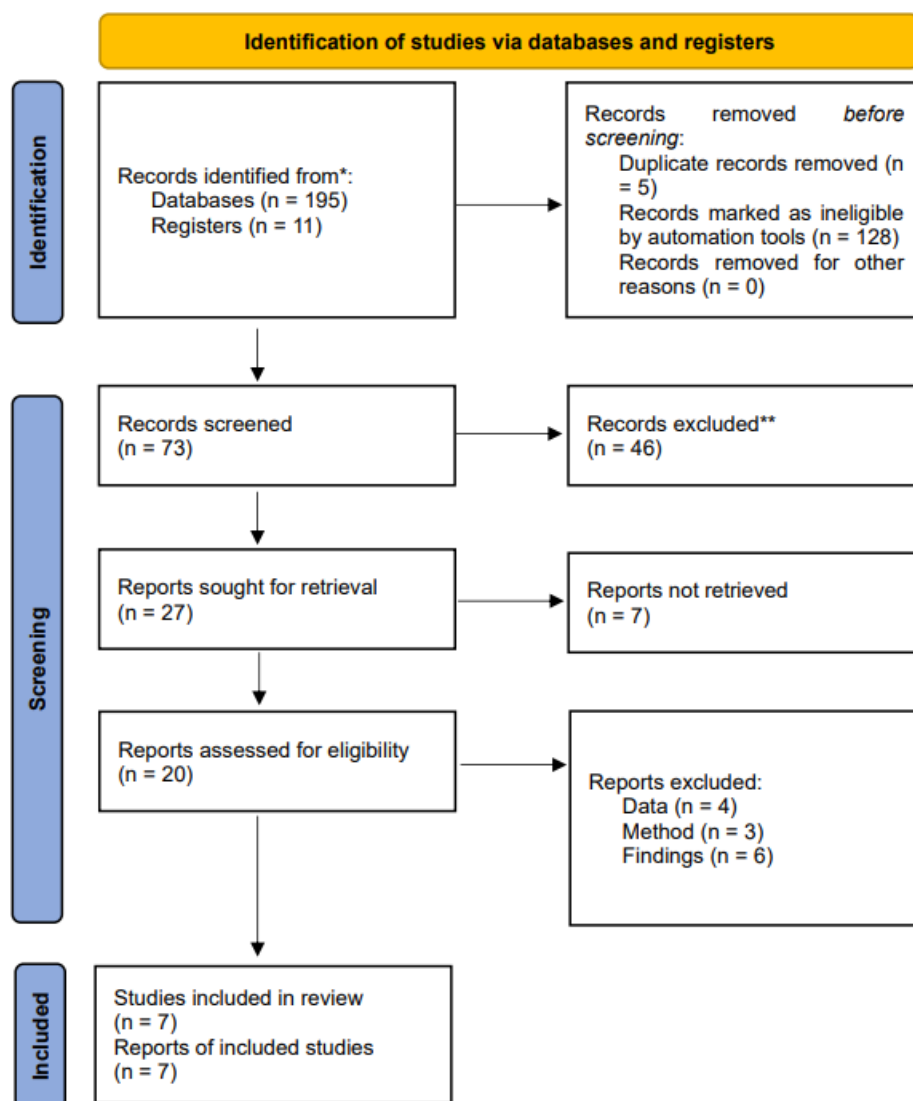 Identification of studies via databases and registers
Identification
Records identified from*:
Databases (n = 195)
Registers (n = 11)
Records removed before
screening:
Duplicate records removed (n
= 5)
Records marked as ineligible
by automation tools (n = 128)
Records removed for other
reasons (n = 0)
Screening
Records screened
(n = 73)
Records excluded**
(n = 46)
Reports sought for retrieval
(n = 27)
Reports not retrieved
(n = 7)
Reports assessed for eligibility
(n = 20)
Reports excluded:
Data (n = 4)
Method (n = 3)
Findings (n = 6)
Included
Studies included in review
(n = 7)
Reports of included studies
(n = 7)